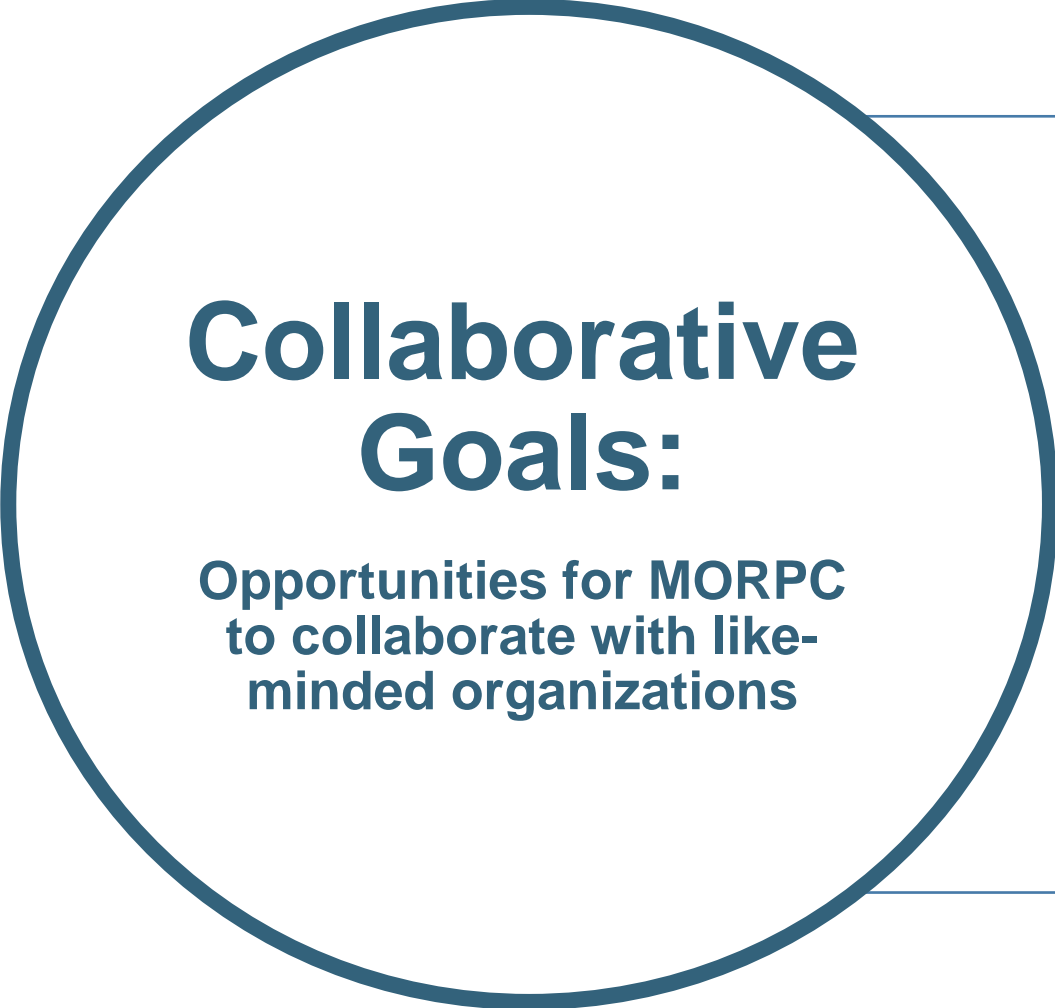 Collaborative
Goals:
Opportunities for MORPC
to collaborate with like-
minded organizations